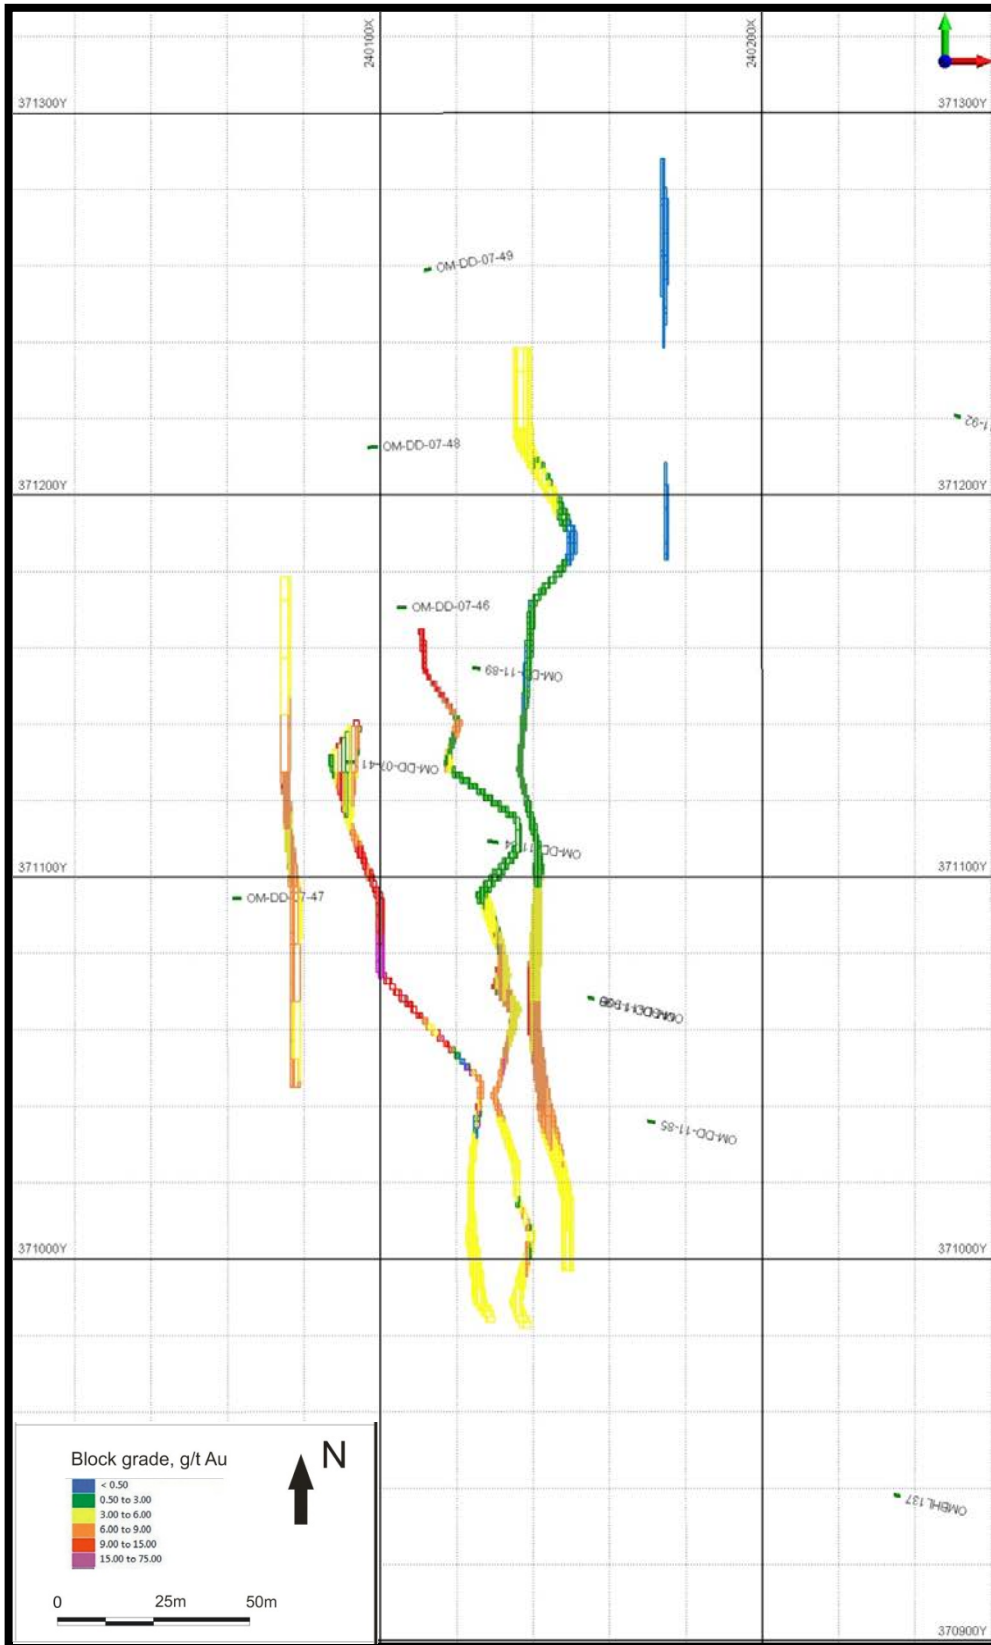 240100X
240200X
371300Y
371300Y
OM-DD-07-49
OM-DD-07-48
371200Y
371200Y
OM-DD-07-46
OM-DD-11-89
OM-DD-07-41
371100Y
371100Y
OM-DD-07-47
OM-DD-11-85
371000Y
371000Y
OMBHL137
Block grade, g/t Au
N
< 0.50
0.50 to 3.00
3.00 to 6.00
6.00 to 9.00
9.00 to 15.00
15.00 to 75.00
0 25m 50m
370900Y